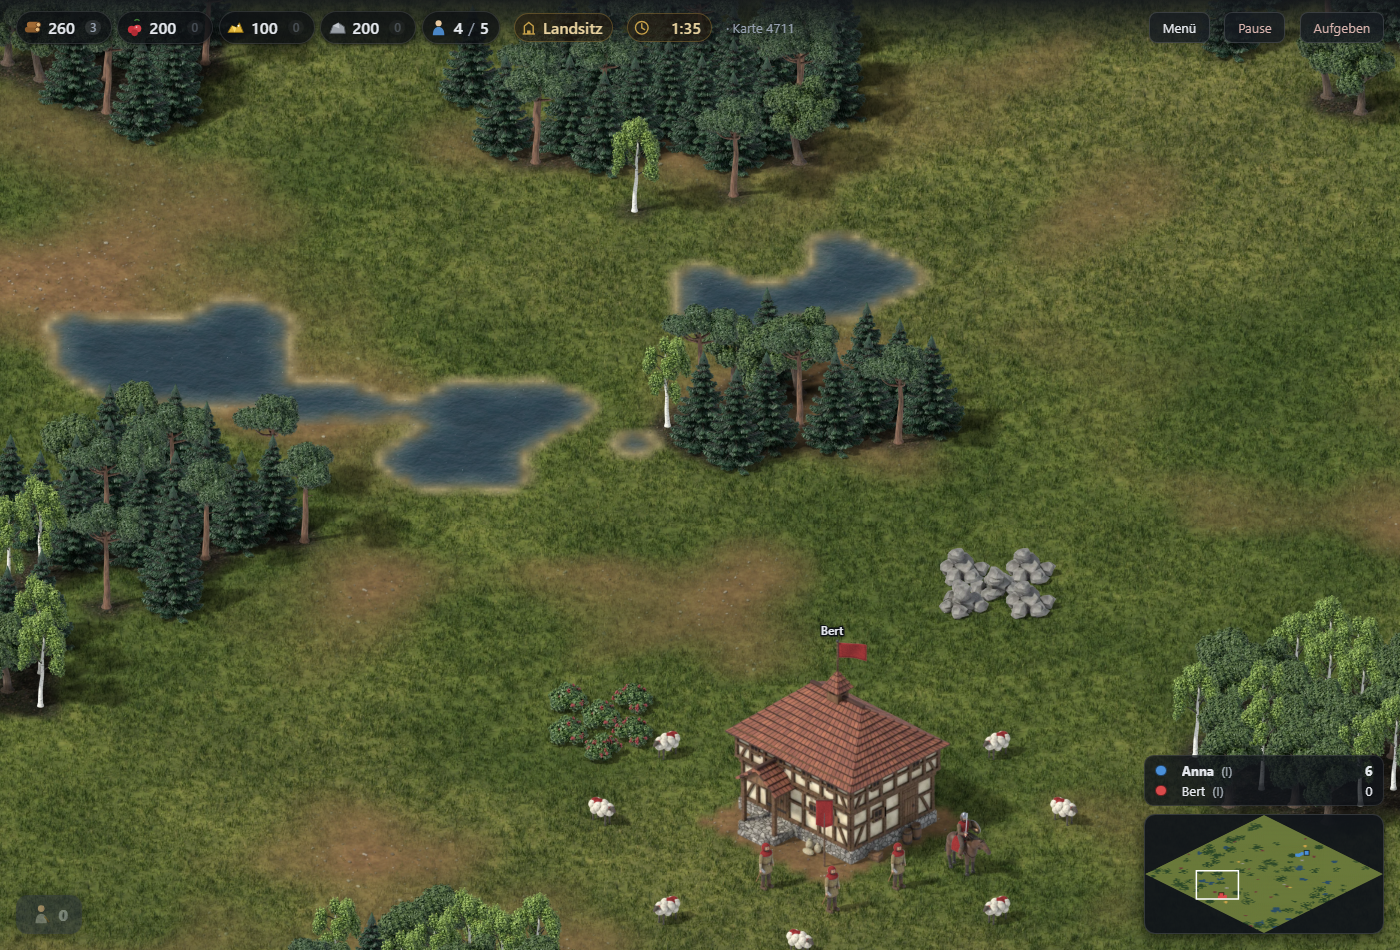 260 3 200 0 100 0 200 0 4 / 5 Landsitz 1:35 · Karte 4711 Menü Pause Aufgeben
Bert
Anna (I) 6
Bert (I) 0
0